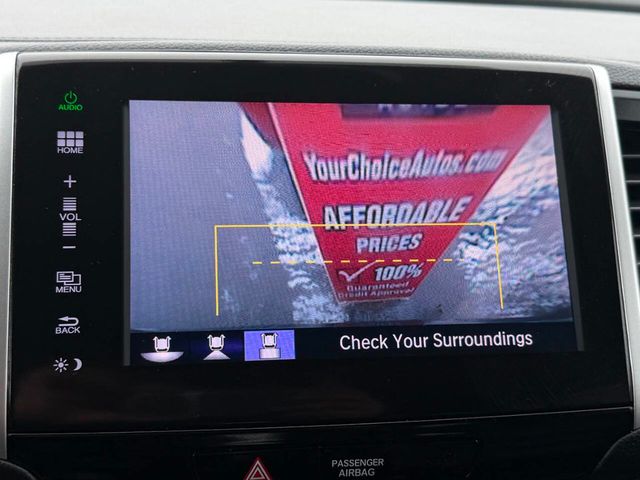 AUDIO
HOME
+
VOL
−
MENU
BACK
YourChoiceAutos.com
AFFORDABLE
PRICES
100%
Guaranteed
Credit Approval
Check Your Surroundings
PASSENGER
AIRBAG